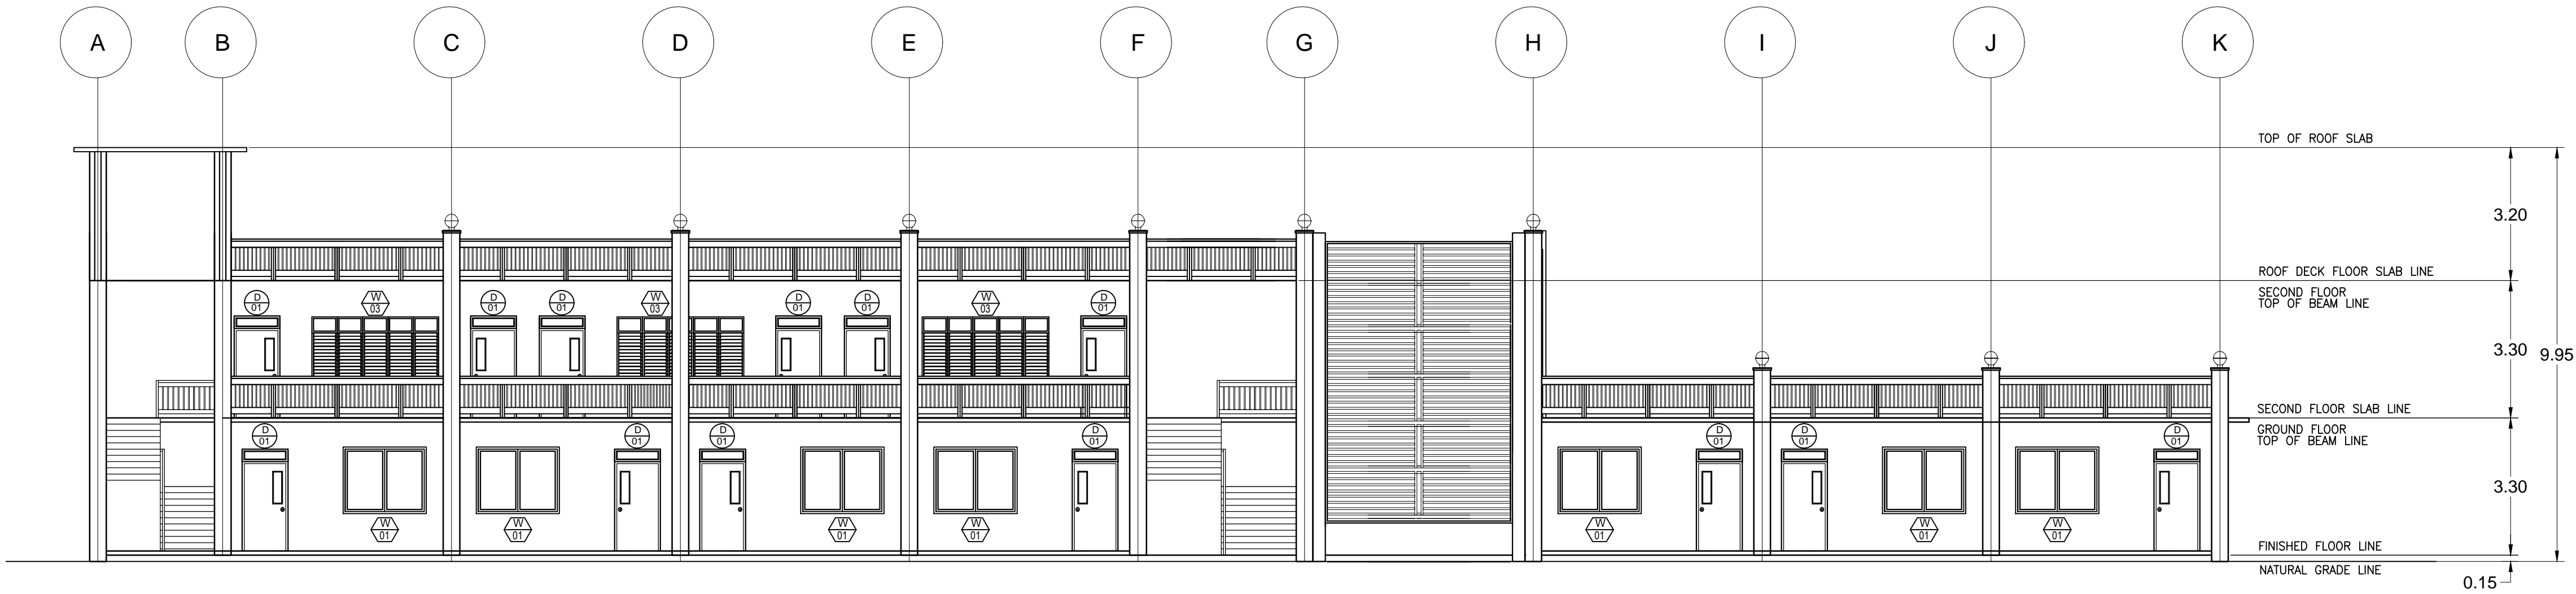 A B C D E F G H I J K
TOP OF ROOF SLAB
3.20
ROOF DECK FLOOR SLAB LINE
SECOND FLOOR
TOP OF BEAM LINE
D W D D W D D W D
01 03 01 01 03 01 01 03 01
3.30
9.95
SECOND FLOOR SLAB LINE
GROUND FLOOR
TOP OF BEAM LINE
D D D D D D D
01 01 01 01 01 01 01
3.30
W W W W W W W
01 01 01 01 01 01 01
FINISHED FLOOR LINE
NATURAL GRADE LINE
0.15